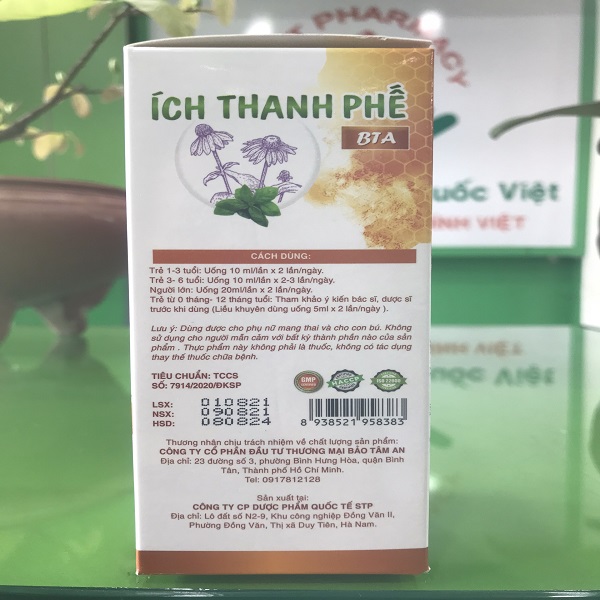 T PHARMACY
ÍCH THANH PHẾ
BTA
uốc Việt
INH VIỆT
CÁCH DÙNG:
Trẻ 1-3 tuổi: Uống 10 ml/lần x 2 lần/ngày.
Trẻ 3- 6 tuổi: Uống 10 ml/lần x 2-3 lần/ngày.
Người lớn: Uống 20ml/lần x 2 lần/ngày.
Trẻ từ 0 tháng- 12 tháng tuổi: Tham khảo ý kiến bác sĩ, dược sĩ
trước khi dùng (Liều khuyên dùng uống 5ml x 2 lần/ngày ).
Lưu ý: Dùng được cho phụ nữ mang thai và cho con bú. Không
sử dụng cho người mẫn cảm với bất kỳ thành phần nào của sản
phẩm . Thực phẩm này không phải là thuốc, không có tác dụng
thay thế thuốc chữa bệnh.
TIÊU CHUẨN: TCCS
SỐ: 7914/2020/ĐKSP
GMP
HACCP
ISO 22000
LSX: 010821
NSX: 090821
HSD: 080824
8 938521 958383
Thương nhân chịu trách nhiệm về chất lượng sản phẩm:
CÔNG TY CỔ PHẦN ĐẦU TƯ THƯƠNG MẠI BẢO TÂM AN
Địa chỉ: 23 đường số 3, phường Bình Hưng Hòa, quận Bình
Tân, Thành phố Hồ Chí Minh.
Tel: 0917812128
Sản xuất tại:
CÔNG TY CP DƯỢC PHẨM QUỐC TẾ STP
Địa chỉ: Lô đất số N2-9, Khu công nghiệp Đồng Văn II,
Phường Đồng Văn, Thị xã Duy Tiên, Hà Nam.